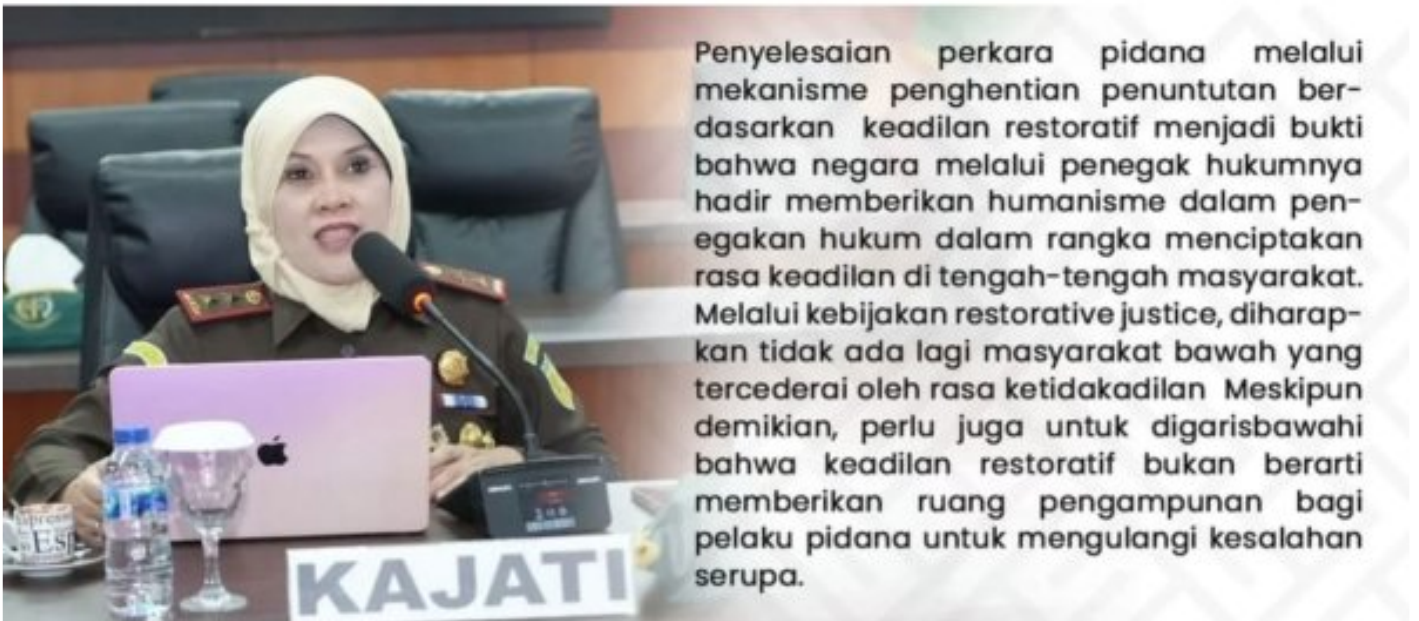 Penyelesaian perkara pidana melalui
mekanisme penghentian penuntutan ber-
dasarkan keadilan restoratif menjadi bukti
bahwa negara melalui penegak hukumnya
hadir memberikan humanisme dalam pen-
egakan hukum dalam rangka menciptakan
rasa keadilan di tengah-tengah masyarakat.
Melalui kebijakan restorative justice, diharap-
kan tidak ada lagi masyarakat bawah yang
tercederai oleh rasa ketidakadilan Meskipun
demikian, perlu juga untuk digarisbawahi
bahwa keadilan restoratif bukan berarti
memberikan ruang pengampunan bagi
pelaku pidana untuk mengulangi kesalahan
serupa.
KAJATI